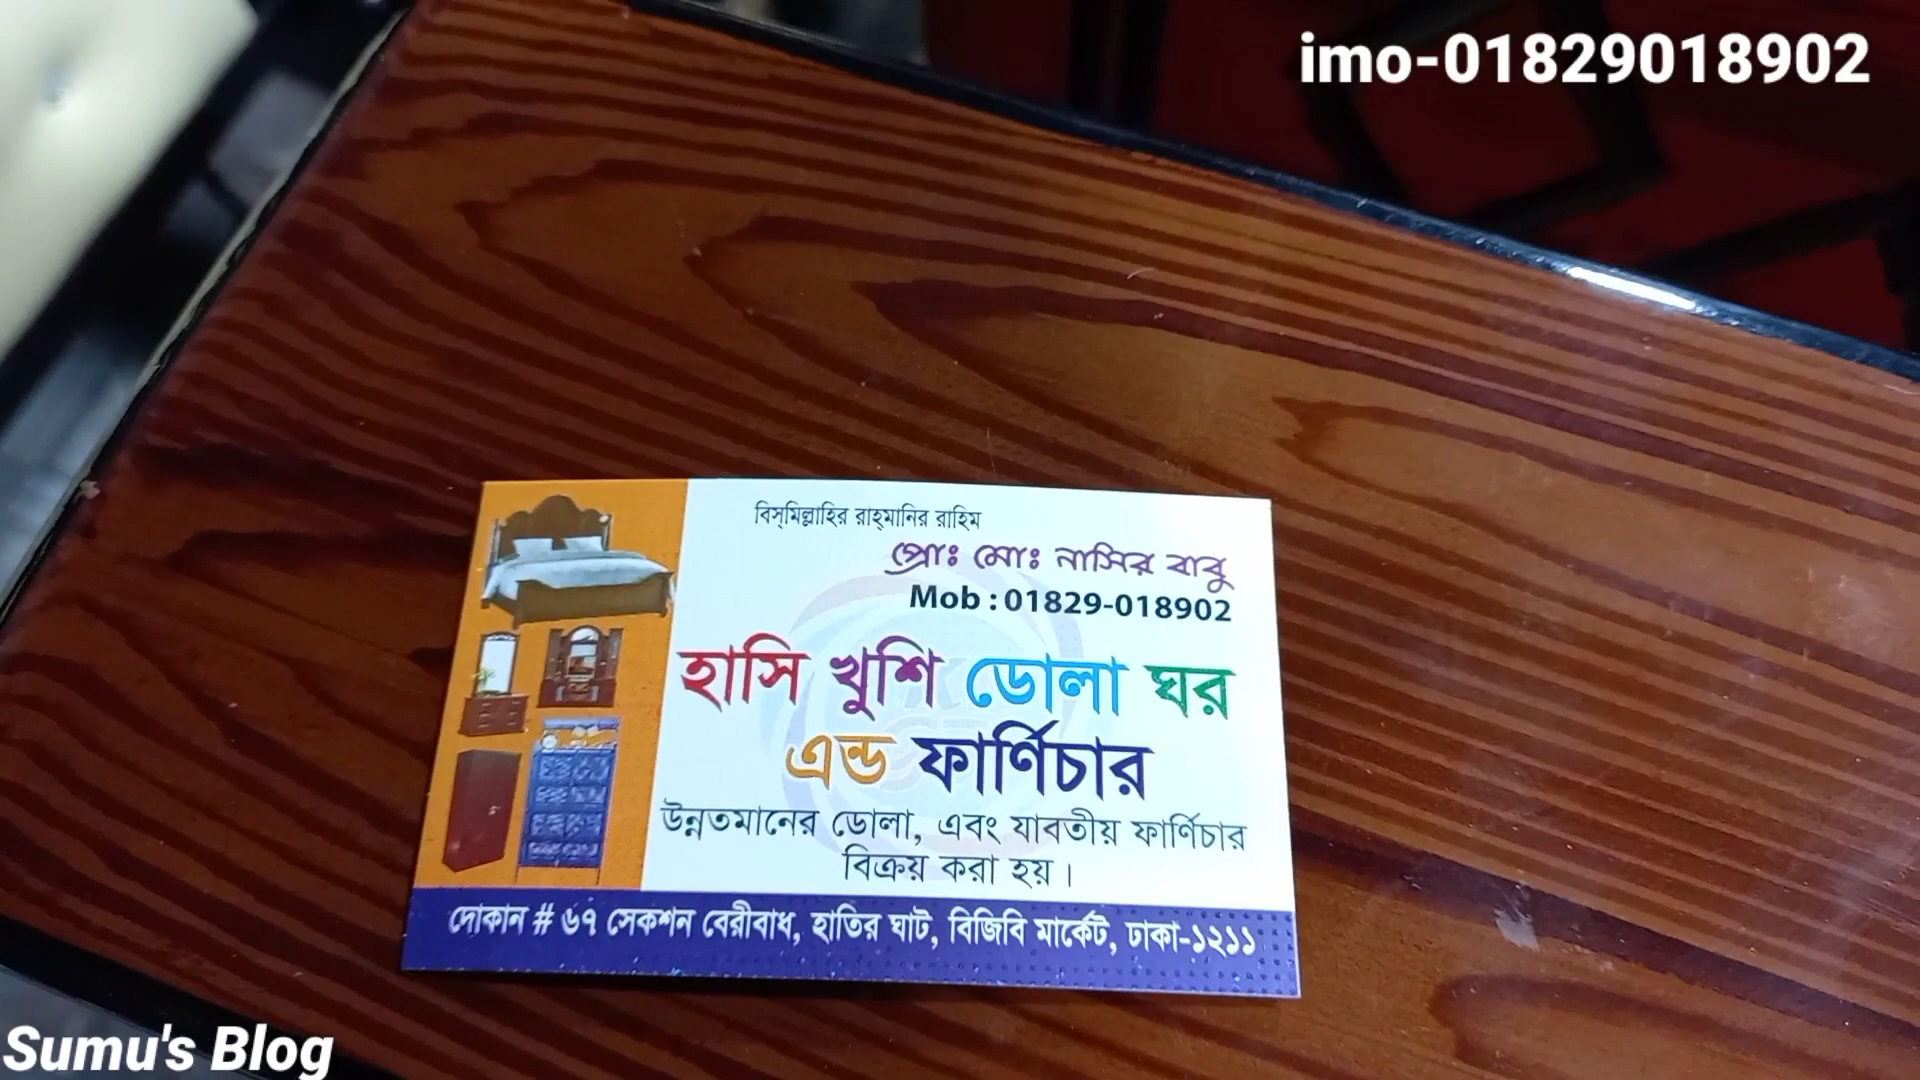 imo-01829018902
বিস্‌মিল্লাহির রাহ্‌মানির রাহিম
প্রোঃ মোঃ নাসির বাবু
Mob : 01829-018902
হাসি খুশি ডোলা ঘর
এন্ড ফার্ণিচার
উন্নতমানের ডোলা, এবং যাবতীয় ফার্ণিচার
বিক্রয় করা হয়।
দোকান # ৬৭ সেকশন বেরীবাধ, হাতির ঘাট, বিজিবি মার্কেট, ঢাকা-১২১১
Sumu's Blog